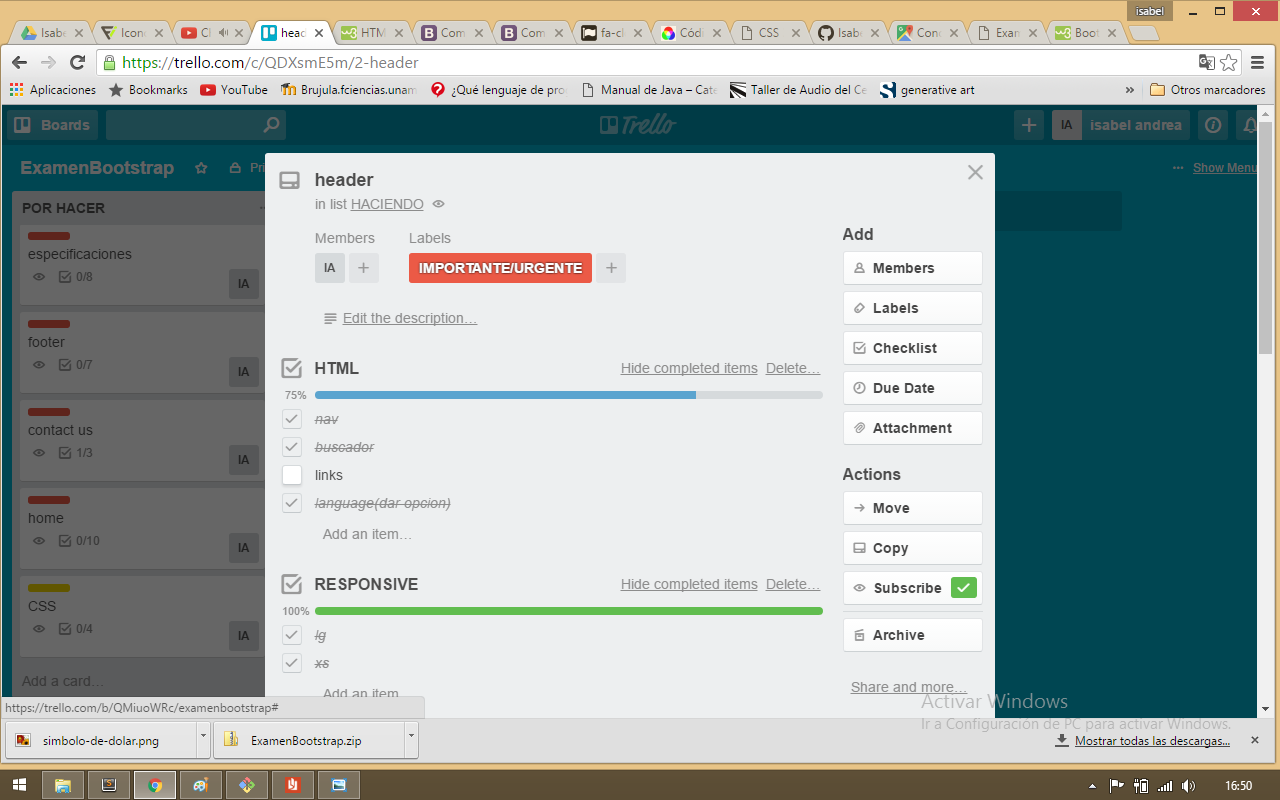 isabel
Isabe
Icon
Cl
head
HTM
Com
Com
fa-cl
Códi
CSS
Isabe
Con
Exan
Boot
https://trello.com/c/QDXsmE5m/2-header
Aplicaciones
Bookmarks
YouTube
Brujula.fciencias.unam
¿Qué lenguaje de pro
Manual de Java – Cate
Taller de Audio del Ce
generative art
»
Otros marcadores
Boards
Trello
IA
isabel andrea
ExamenBootstrap
Pri
Show Menu
POR HACER
especificaciones
0/8
IA
footer
0/7
IA
contact us
1/3
IA
home
0/10
IA
CSS
0/4
IA
Add a card…
header
in list HACIENDO
Members
Labels
IA
IMPORTANTE/URGENTE
Edit the description…
HTML
Hide completed items
Delete…
75%
nav
buscador
links
language(dar opcion)
Add an item…
RESPONSIVE
Hide completed items
Delete…
100%
lg
xs
Add an item
Add
Members
Labels
Checklist
Due Date
Attachment
Actions
Move
Copy
Subscribe
Archive
Share and more…
Activar Windows
Ir a Configuración de PC para activar Windows.
https://trello.com/b/QMiuoWRc/examenbootstrap#
simbolo-de-dolar.png
ExamenBootstrap.zip
Mostrar todas las descargas...
16:50